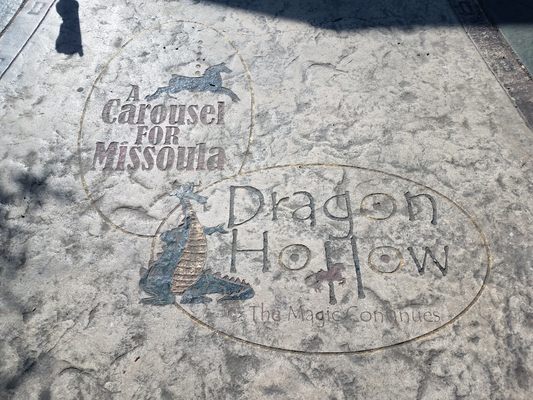 A
Carousel
FOR
Missoula
Dragon
Hollow
The Magic Continues